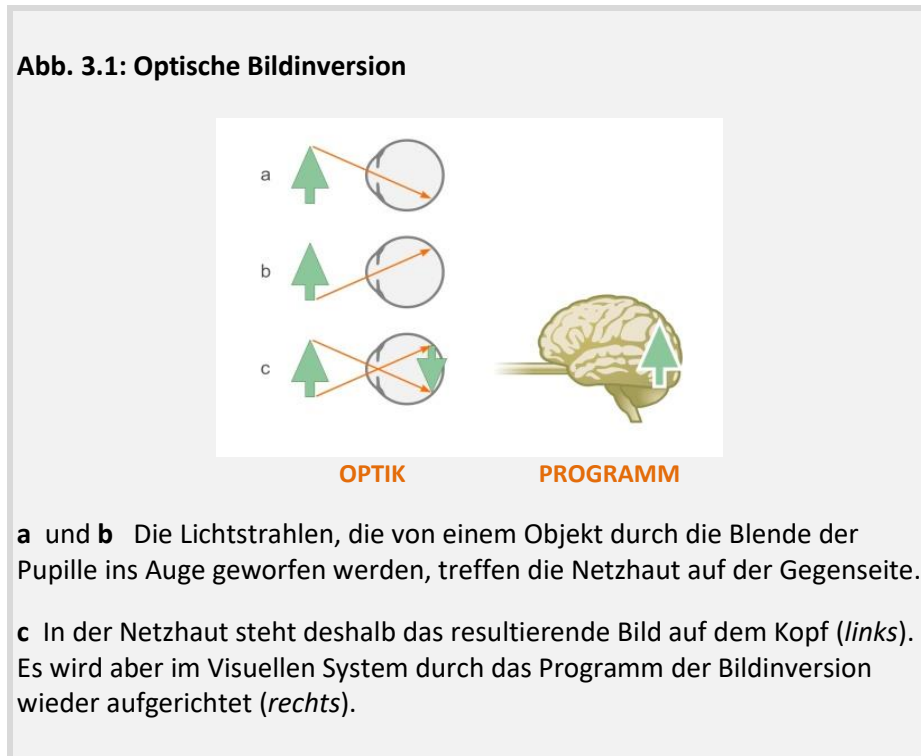 Abb. 3.1: Optische Bildinversion
a
b
c
OPTIK PROGRAMM
a und b Die Lichtstrahlen, die von einem Objekt durch die Blende der
Pupille ins Auge geworfen werden, treffen die Netzhaut auf der Gegenseite.
c In der Netzhaut steht deshalb das resultierende Bild auf dem Kopf (links).
Es wird aber im Visuellen System durch das Programm der Bildinversion
wieder aufgerichtet (rechts).